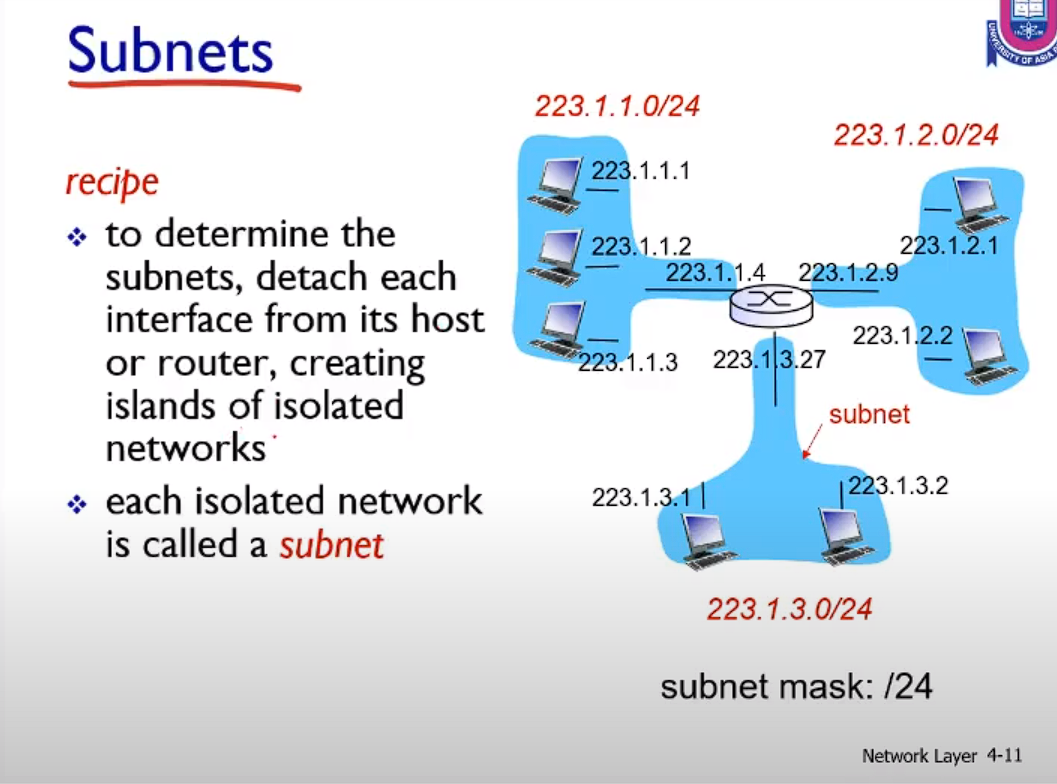 Subnets
UNIVERSITY OF ASIA
223.1.1.0/24
223.1.2.0/24
recipe
❖ to determine the
subnets, detach each
interface from its host
or router, creating
islands of isolated
networks
❖ each isolated network
is called a subnet
223.1.1.1
223.1.1.2
223.1.1.4
223.1.2.9
223.1.2.1
223.1.1.3
223.1.3.27
223.1.2.2
subnet
223.1.3.1
223.1.3.2
223.1.3.0/24
subnet mask: /24
Network Layer 4-11